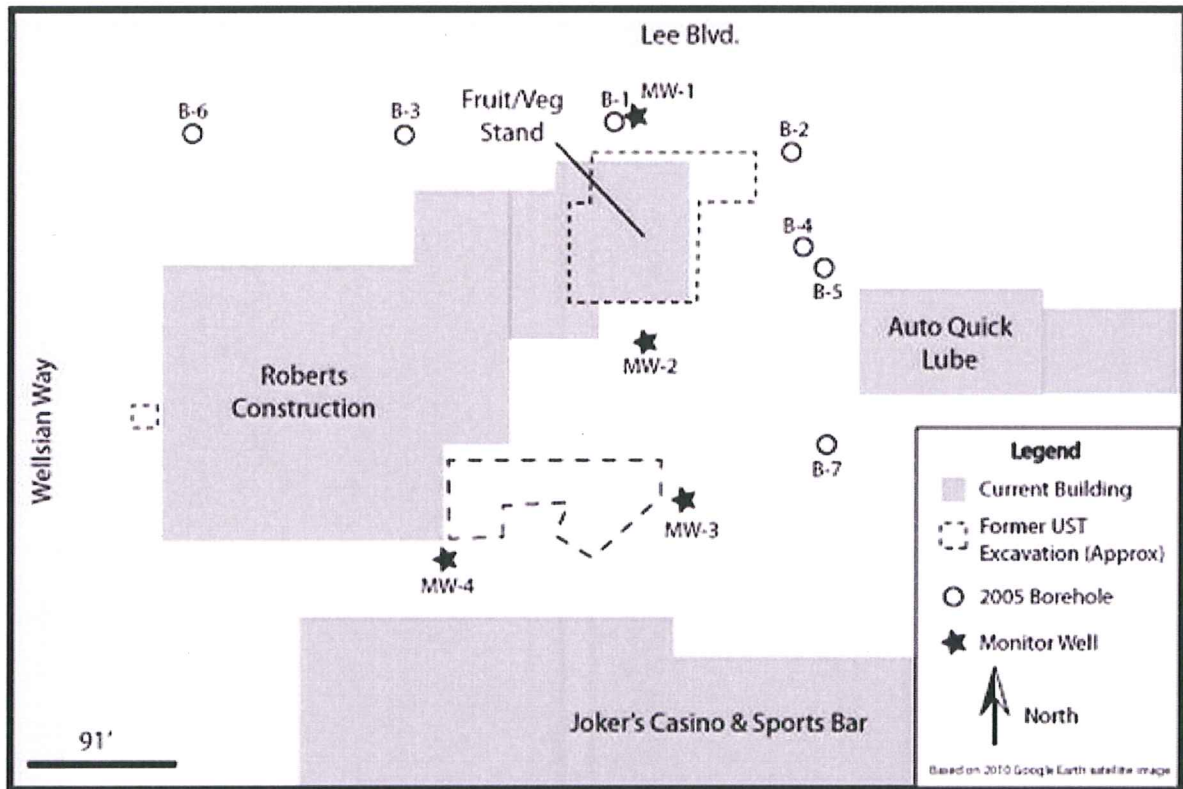 Lee Blvd.
MW-1
B-1
Fruit/Veg
Stand
B-6
B-3
B-2
B-4
B-5
MW-2
Auto Quick
Lube
Roberts
Construction
Wellsian Way
B-7
MW-3
MW-4
Joker's Casino & Sports Bar
91'
Legend
Current Building
Former UST
Excavation (Approx)
2005 Borehole
Monitor Well
North
Based on 2010 Google Earth satellite image